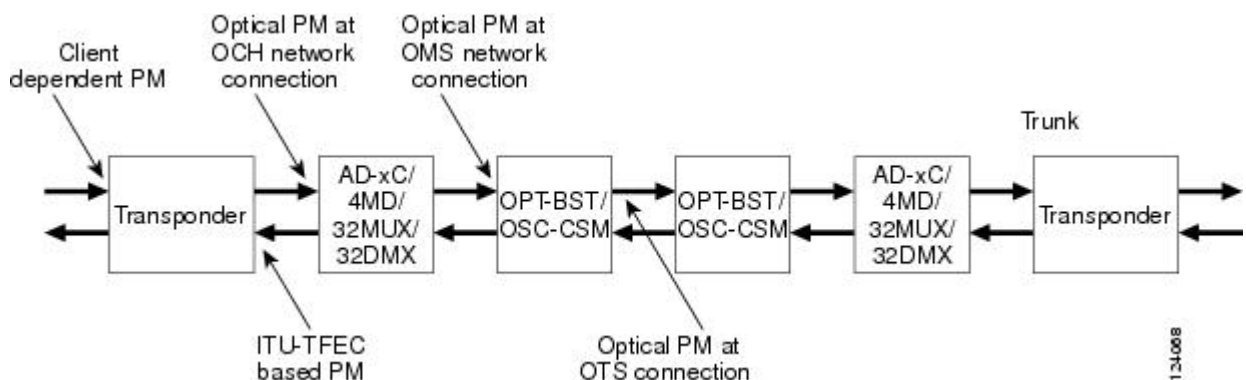 Client
dependent PM
Optical PM at
OCH network
connection
Optical PM at
OMS network
connection
Trunk
Transponder
AD-xC/
4MD/
32MUX/
32DMX
OPT-BST/
OSC-CSM
OPT-BST/
OSC-CSM
AD-xC/
4MD/
32MUX/
32DMX
Transponder
ITU-TFEC
based PM
Optical PM at
OTS connection
124068